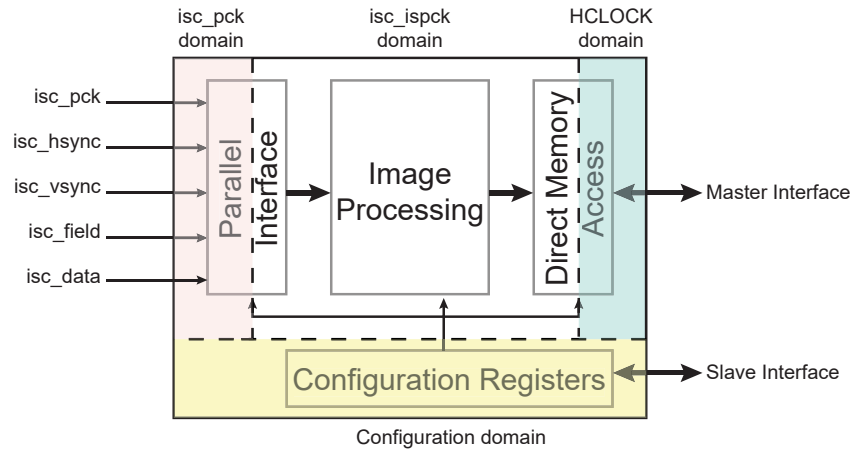 isc_pck
domain
isc_ispck
domain
HCLOCK
domain
isc_pck
isc_hsync
isc_vsync
isc_field
isc_data
Parallel
Interface
Image
Processing
Direct Memory
Access
Master Interface
Configuration Registers
Slave Interface
Configuration domain